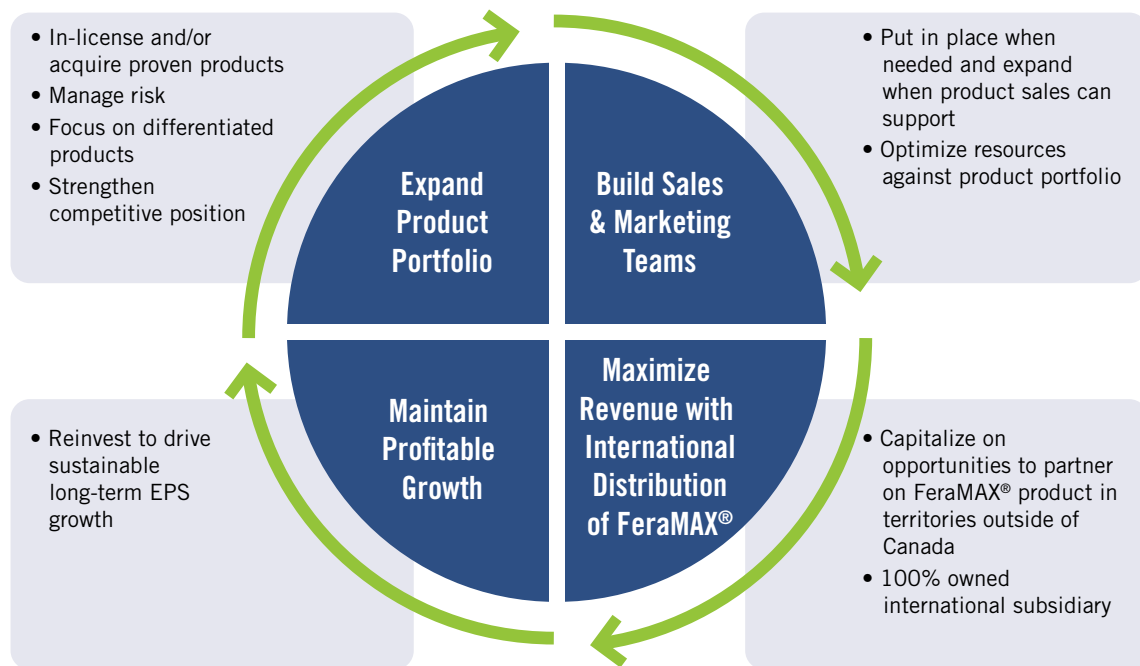 • In-license and/or
acquire proven products
• Manage risk
• Focus on differentiated
products
• Strengthen
competitive position
Expand
Product
Portfolio
Build Sales
& Marketing
Teams
• Put in place when
needed and expand
when product sales can
support
• Optimize resources
against product portfolio
• Reinvest to drive
sustainable
long-term EPS
growth
Maintain
Profitable
Growth
Maximize
Revenue with
International
Distribution
of FeraMAX®
• Capitalize on
opportunities to partner
on FeraMAX® product in
territories outside of
Canada
• 100% owned
international subsidiary